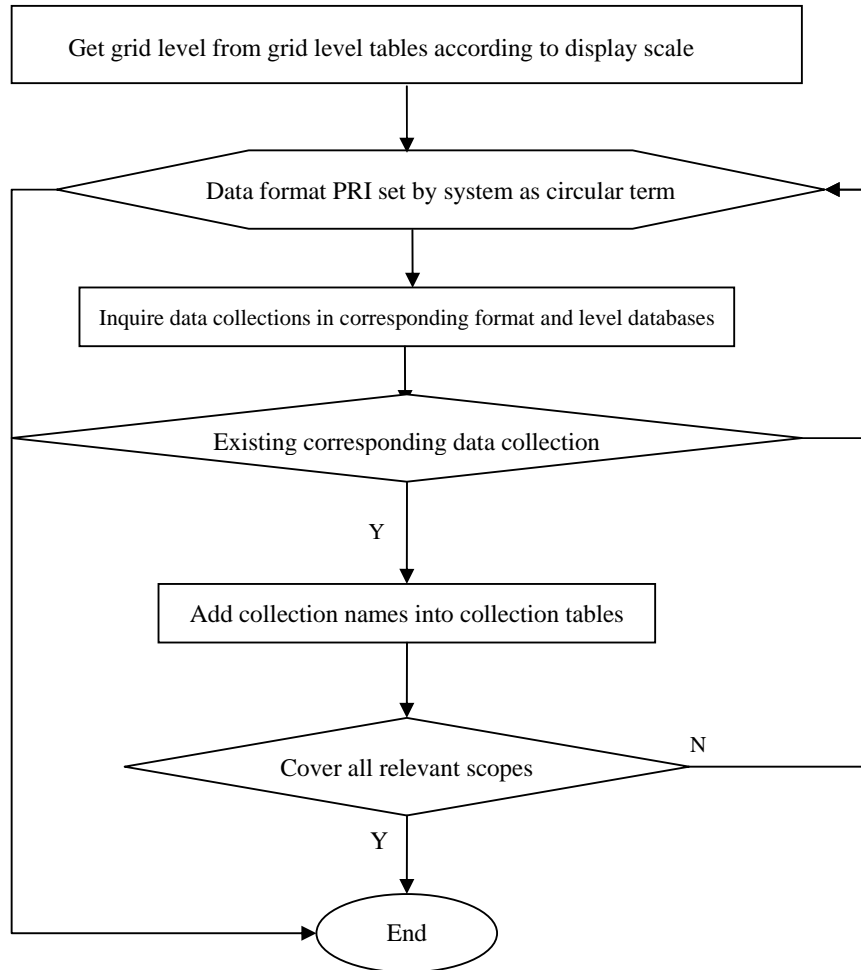 Get grid level from grid level tables according to display scale
Data format PRI set by system as circular term
Inquire data collections in corresponding format and level databases
Existing corresponding data collection
Y
Add collection names into collection tables
N
Cover all relevant scopes
Y
End